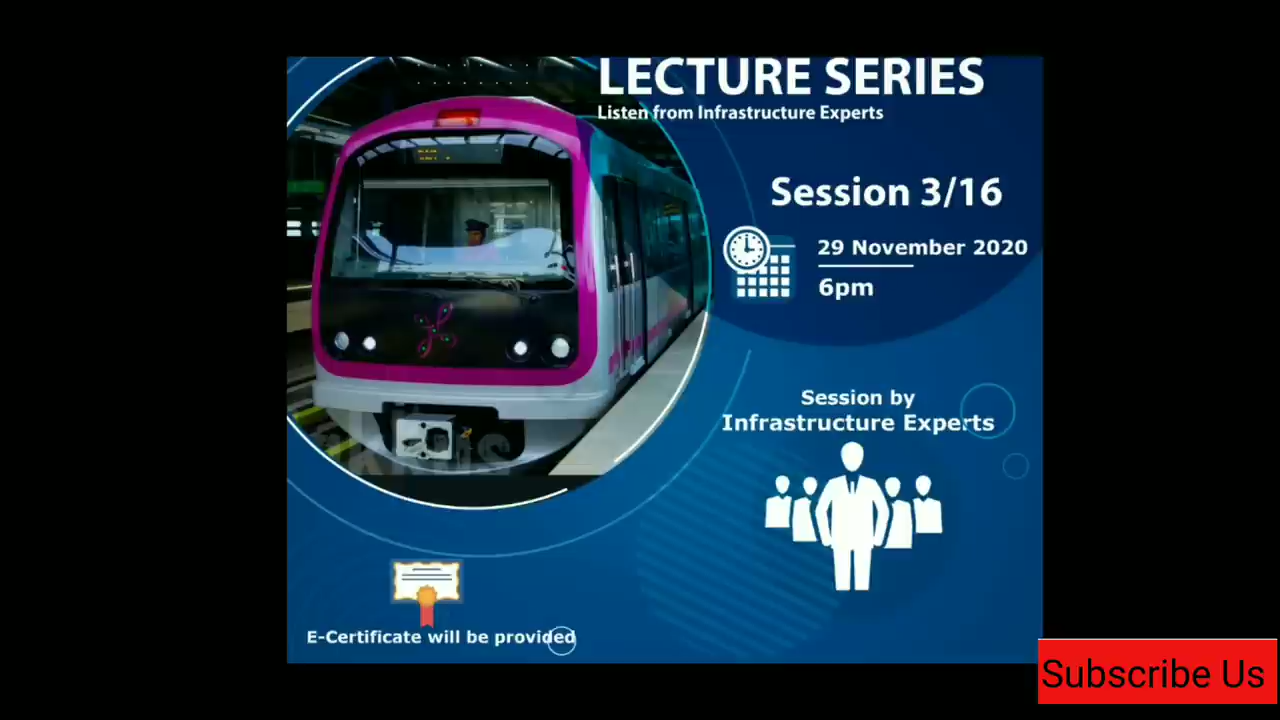 LECTURE SERIES
Listen from Infrastructure Experts
Session 3/16
29 November 2020
6pm
Session by
Infrastructure Experts
E-Certificate will be provided
Subscribe Us